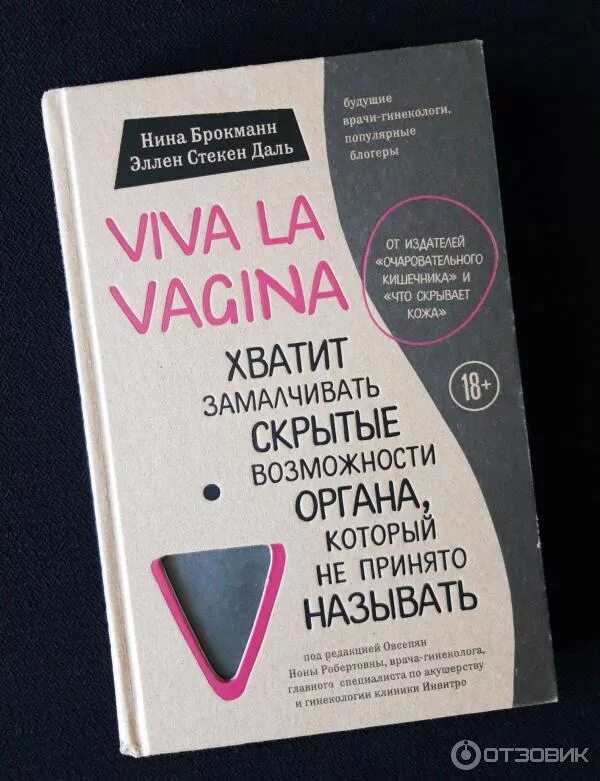 Нина Брокманн
Эллен Стекен Даль
будущие
врачи-гинекологи,
популярные
блогеры
VIVA LA
VAGINA
ОТ ИЗДАТЕЛЕЙ
«ОЧАРОВАТЕЛЬНОГО
КИШЕЧНИКА» И
«ЧТО СКРЫВАЕТ
КОЖА»
18+
ХВАТИТ
ЗАМАЛЧИВАТЬ
СКРЫТЫЕ
ВОЗМОЖНОСТИ
ОРГАНА,
КОТОРЫЙ
НЕ ПРИНЯТО
НАЗЫВАТЬ
под редакцией Овсепян
Ноны Робертовны, врача-гинеколога,
главного специалиста по акушерству
и гинекологии клиники Инвитро
ОТЗОВИК